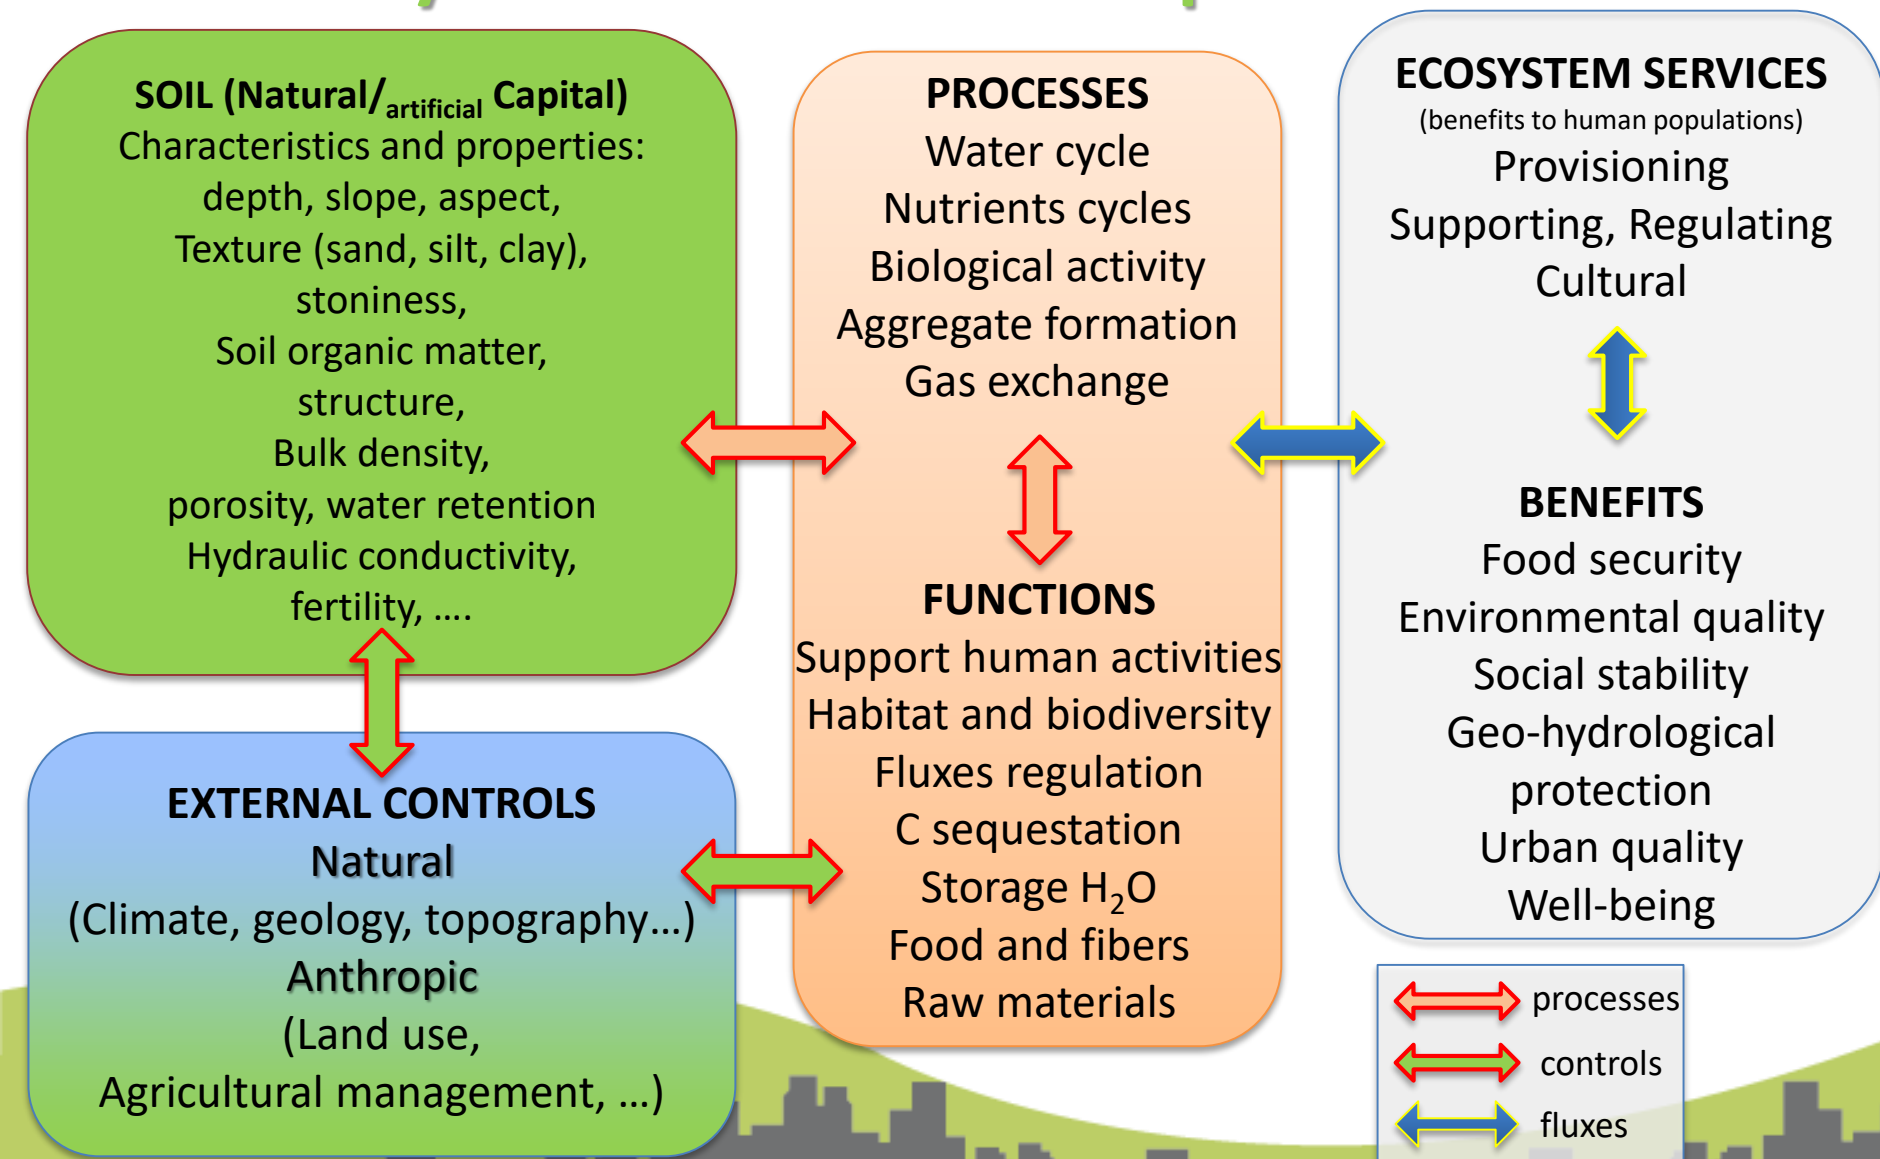 SOIL (Natural/artificial Capital)
Characteristics and properties:
depth, slope, aspect,
Texture (sand, silt, clay),
stoniness,
Soil organic matter,
structure,
Bulk density,
porosity, water retention
Hydraulic conductivity,
fertility, ....
EXTERNAL CONTROLS
Natural
(Climate, geology, topography...)
Anthropic
(Land use,
Agricultural management, ...)
PROCESSES
Water cycle
Nutrients cycles
Biological activity
Aggregate formation
Gas exchange
FUNCTIONS
Support human activities
Habitat and biodiversity
Fluxes regulation
C sequestation
Storage H₂O
Food and fibers
Raw materials
ECOSYSTEM SERVICES
(benefits to human populations)
Provisioning
Supporting, Regulating
Cultural
BENEFITS
Food security
Environmental quality
Social stability
Geo-hydrological
protection
Urban quality
Well-being
processes
controls
fluxes